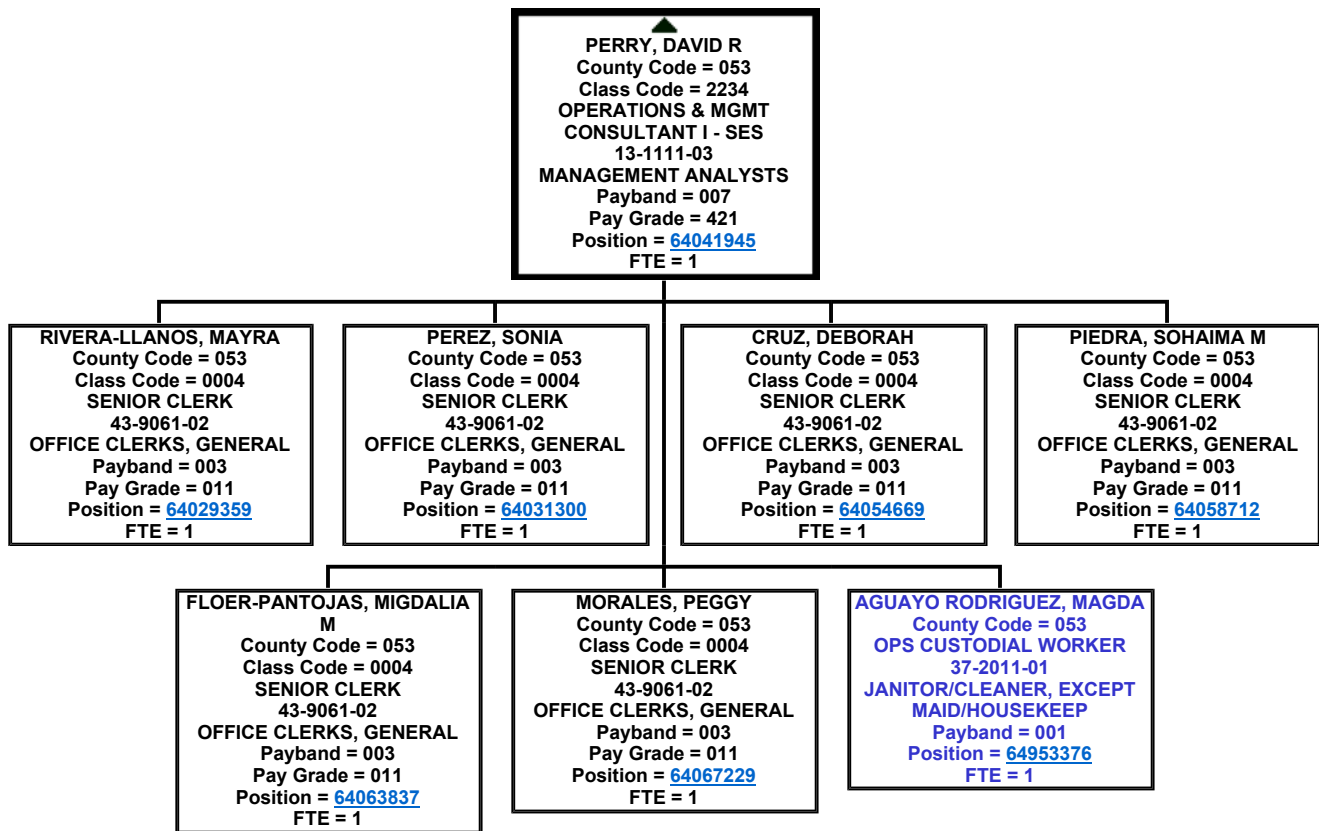 PERRY, DAVID R
County Code = 053
Class Code = 2234
OPERATIONS & MGMT
CONSULTANT I - SES
13-1111-03
MANAGEMENT ANALYSTS
Payband = 007
Pay Grade = 421
Position = 64041945
FTE = 1
RIVERA-LLANOS, MAYRA
County Code = 053
Class Code = 0004
SENIOR CLERK
43-9061-02
OFFICE CLERKS, GENERAL
Payband = 003
Pay Grade = 011
Position = 64029359
FTE = 1
PEREZ, SONIA
County Code = 053
Class Code = 0004
SENIOR CLERK
43-9061-02
OFFICE CLERKS, GENERAL
Payband = 003
Pay Grade = 011
Position = 64031300
FTE = 1
CRUZ, DEBORAH
County Code = 053
Class Code = 0004
SENIOR CLERK
43-9061-02
OFFICE CLERKS, GENERAL
Payband = 003
Pay Grade = 011
Position = 64054669
FTE = 1
PIEDRA, SOHAIMA M
County Code = 053
Class Code = 0004
SENIOR CLERK
43-9061-02
OFFICE CLERKS, GENERAL
Payband = 003
Pay Grade = 011
Position = 64058712
FTE = 1
FLOER-PANTOJAS, MIGDALIA
M
County Code = 053
Class Code = 0004
SENIOR CLERK
43-9061-02
OFFICE CLERKS, GENERAL
Payband = 003
Pay Grade = 011
Position = 64063837
FTE = 1
MORALES, PEGGY
County Code = 053
Class Code = 0004
SENIOR CLERK
43-9061-02
OFFICE CLERKS, GENERAL
Payband = 003
Pay Grade = 011
Position = 64067229
FTE = 1
AGUAYO RODRIGUEZ, MAGDA
County Code = 053
OPS CUSTODIAL WORKER
37-2011-01
JANITOR/CLEANER, EXCEPT
MAID/HOUSEKEEP
Payband = 001
Position = 64953376
FTE = 1